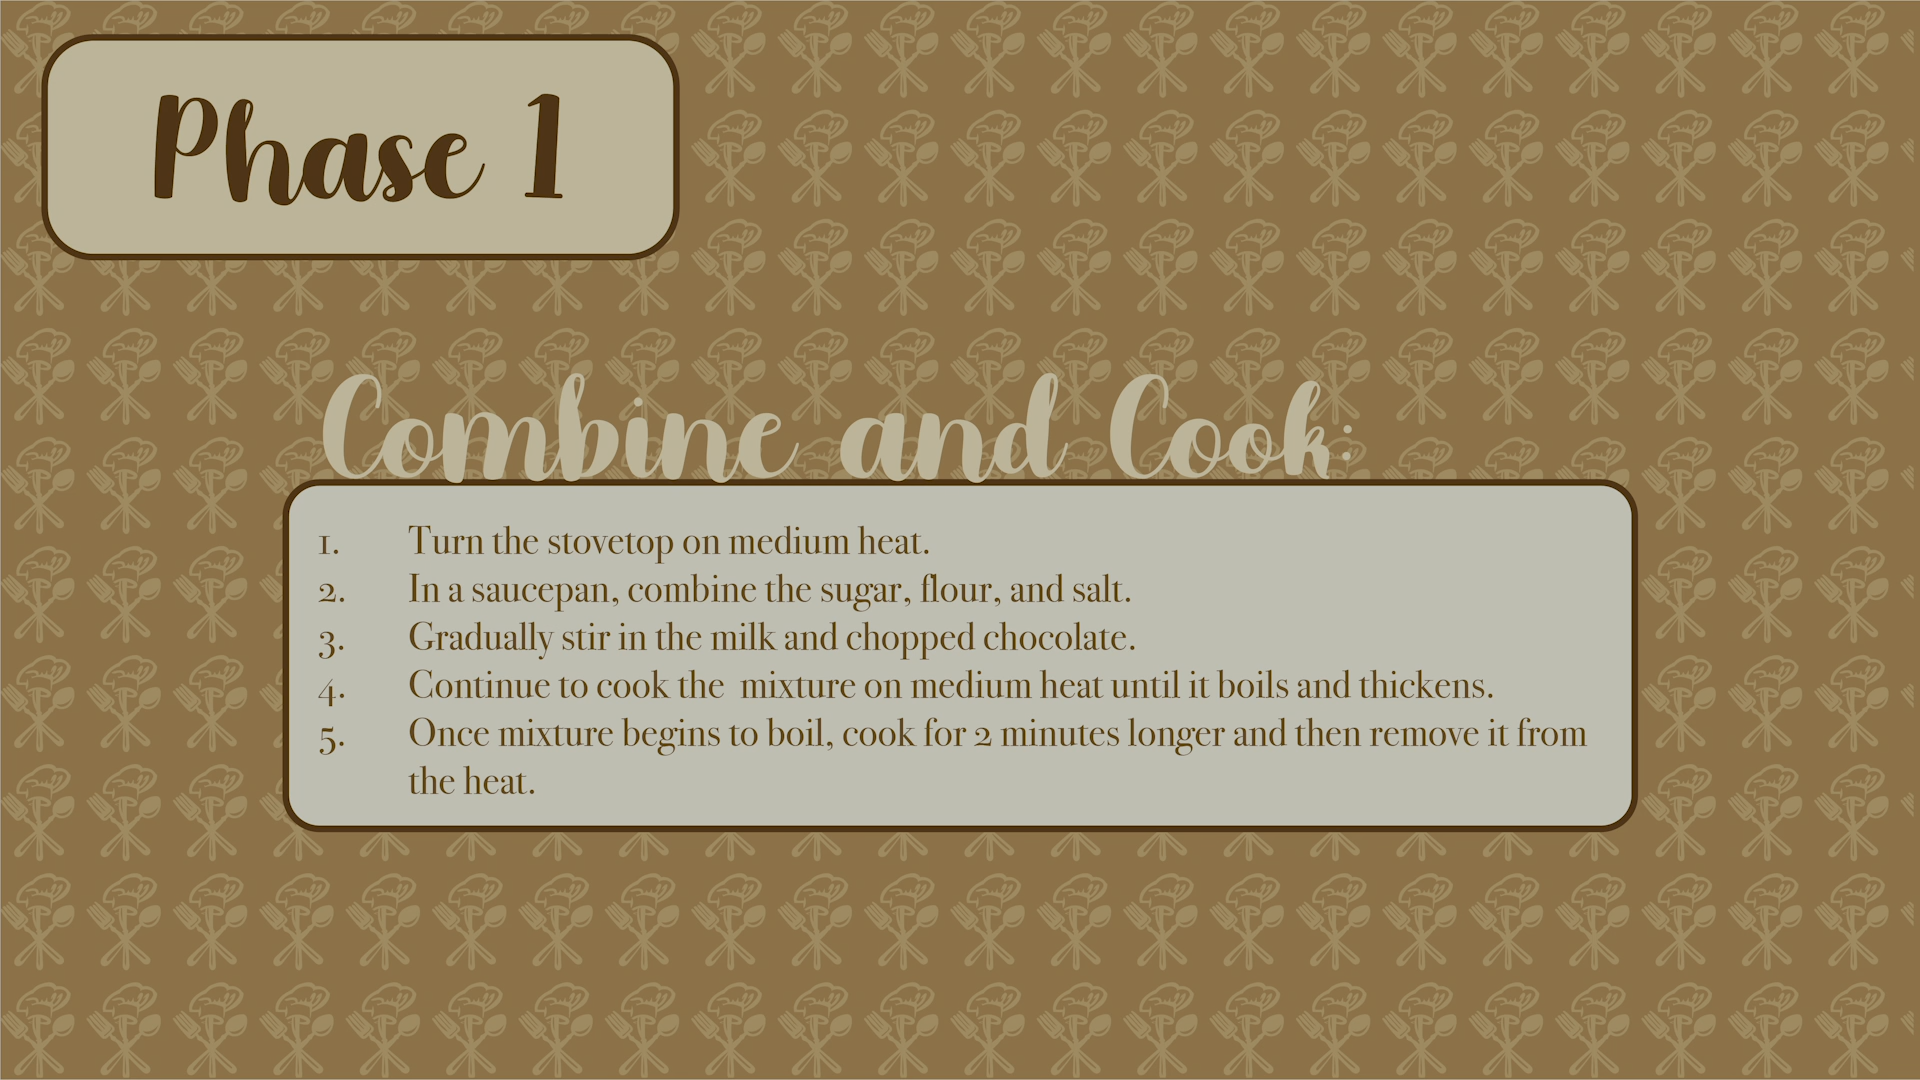 Phase 1
Combine and Cook:
1. Turn the stovetop on medium heat.
2. In a saucepan, combine the sugar, flour, and salt.
3. Gradually stir in the milk and chopped chocolate.
4. Continue to cook the  mixture on medium heat until it boils and thickens.
5. Once mixture begins to boil, cook for 2 minutes longer and then remove it from
the heat.